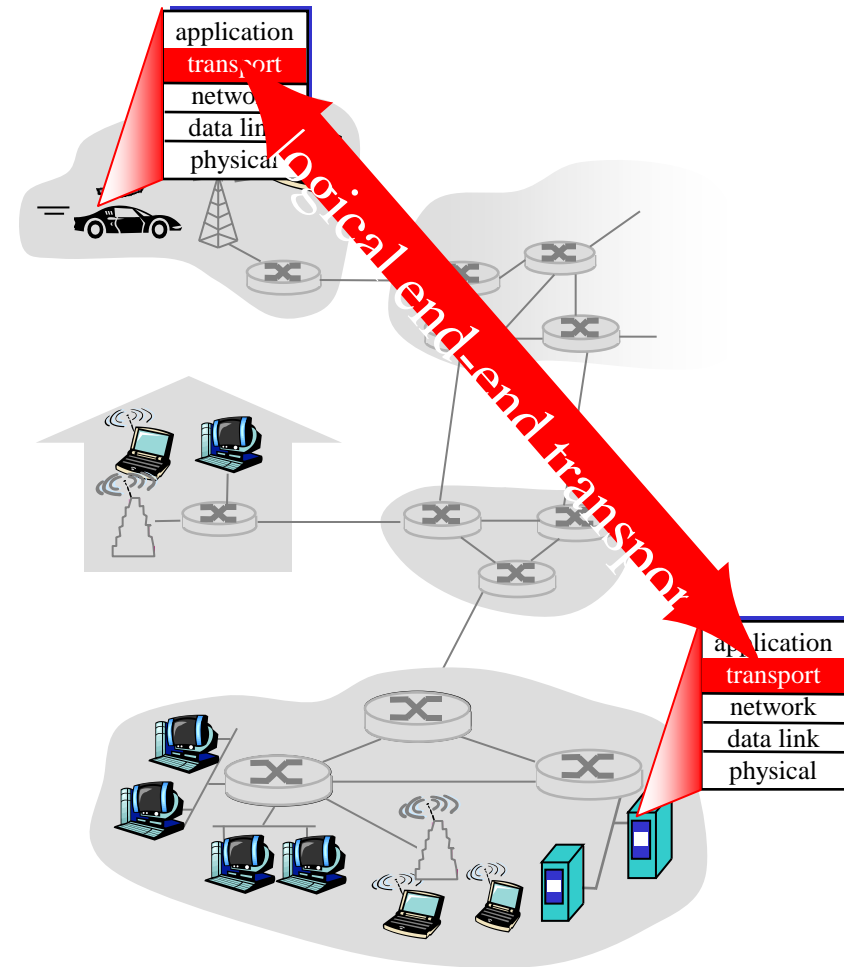 application
transport
network
data link
physical
logical end-end transport
application
transport
network
data link
physical